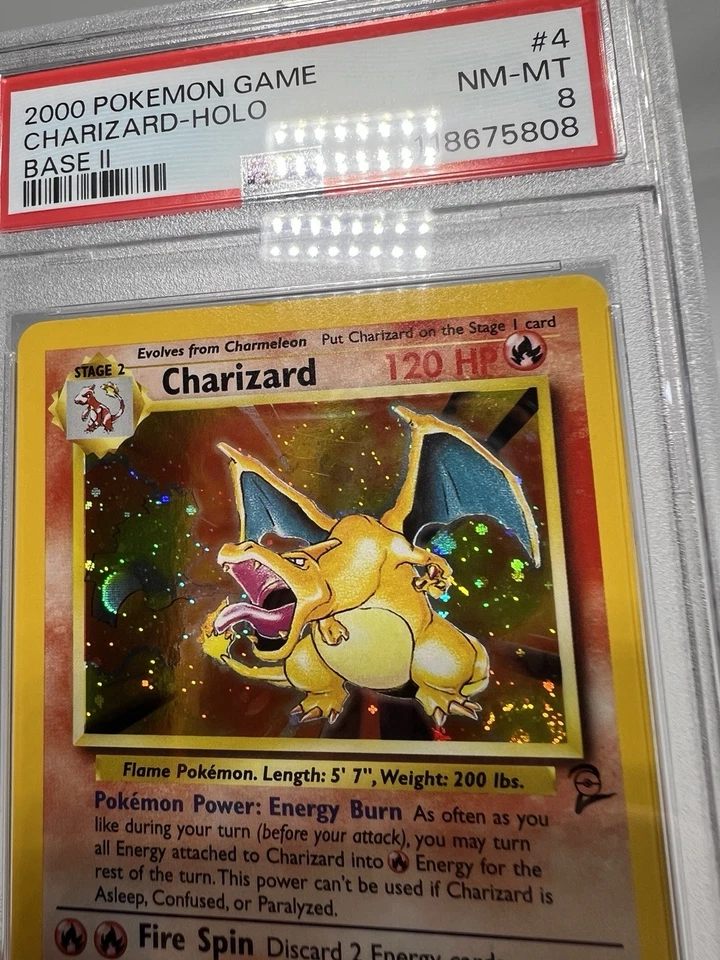 2000 POKEMON GAME
#4
CHARIZARD-HOLO
NM-MT
BASE II
8
18675808
Evolves from Charmeleon Put Charizard on the Stage 1 card
STAGE 2
Charizard
120 HP
Flame Pokémon. Length: 5' 7", Weight: 200 lbs.
Pokémon Power: Energy Burn As often as you
like during your turn (before your attack), you may turn
all Energy attached to Charizard into Energy for the
rest of the turn. This power can't be used if Charizard is
Asleep, Confused, or Paralyzed.
Fire Spin Discard 2 Energy